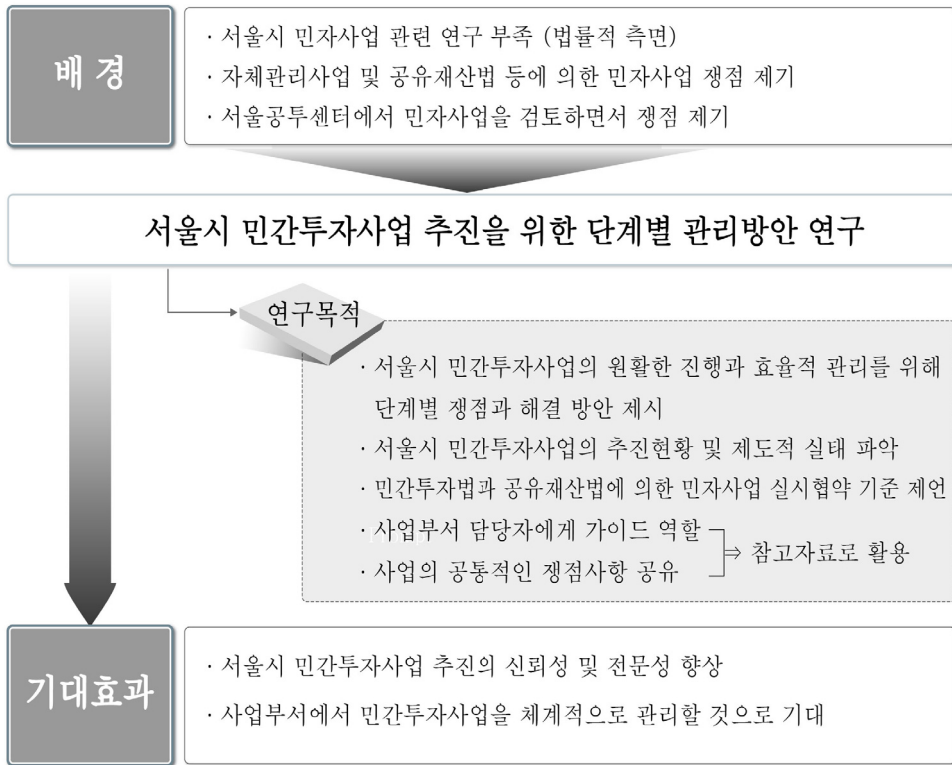 배 경
· 서울시 민자사업 관련 연구 부족 (법률적 측면)
· 자체관리사업 및 공유재산법 등에 의한 민자사업 쟁점 제기
· 서울공투센터에서 민자사업을 검토하면서 쟁점 제기
서울시 민간투자사업 추진을 위한 단계별 관리방안 연구
연구목적
· 서울시 민간투자사업의 원활한 진행과 효율적 관리를 위해
단계별 쟁점과 해결 방안 제시
· 서울시 민간투자사업의 추진현황 및 제도적 실태 파악
· 민간투자법과 공유재산법에 의한 민자사업 실시협약 기준 제언
· 사업부서 담당자에게 가이드 역할
· 사업의 공통적인 쟁점사항 공유
⇒ 참고자료로 활용
기대효과
· 서울시 민간투자사업 추진의 신뢰성 및 전문성 향상
· 사업부서에서 민간투자사업을 체계적으로 관리할 것으로 기대